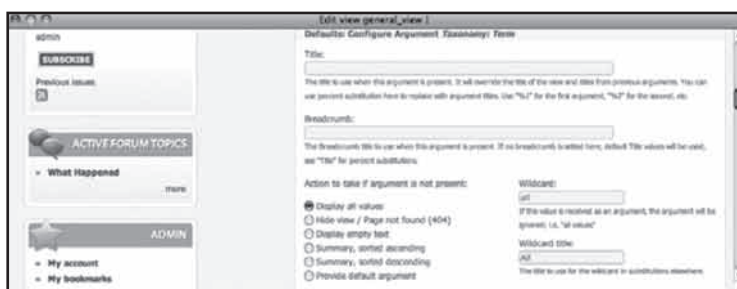 Edit view general_view |
admin
SUBSCRIBE
Previous issues
ACTIVE FORUM TOPICS
What Happened
more
ADMIN
My account
My bookmarks
Defaults: Configure Argument Taxonomy: Term
Title:
The title to use when this argument is present. It will override the title of the view and titles from previous arguments. You can
use percent substitution here to replace with argument titles. Use "%1" for the first argument, "%2" for the second, etc.
Breadcrumb:
The Breadcrumb title to use when this argument is present. If no breadcrumb is set here, default Title values will be used,
see "Title" for percent substitutions.
Action to take if argument is not present:
Display all values
Hide view / Page not found (404)
Display empty text
Summary, sorted ascending
Summary, sorted descending
Provide default argument
Wildcard:
all
If this value is received as an argument, the argument will be
ignored; i.e, "all values"
Wildcard title:
All
The title to use for the wildcard in substitutions elsewhere.